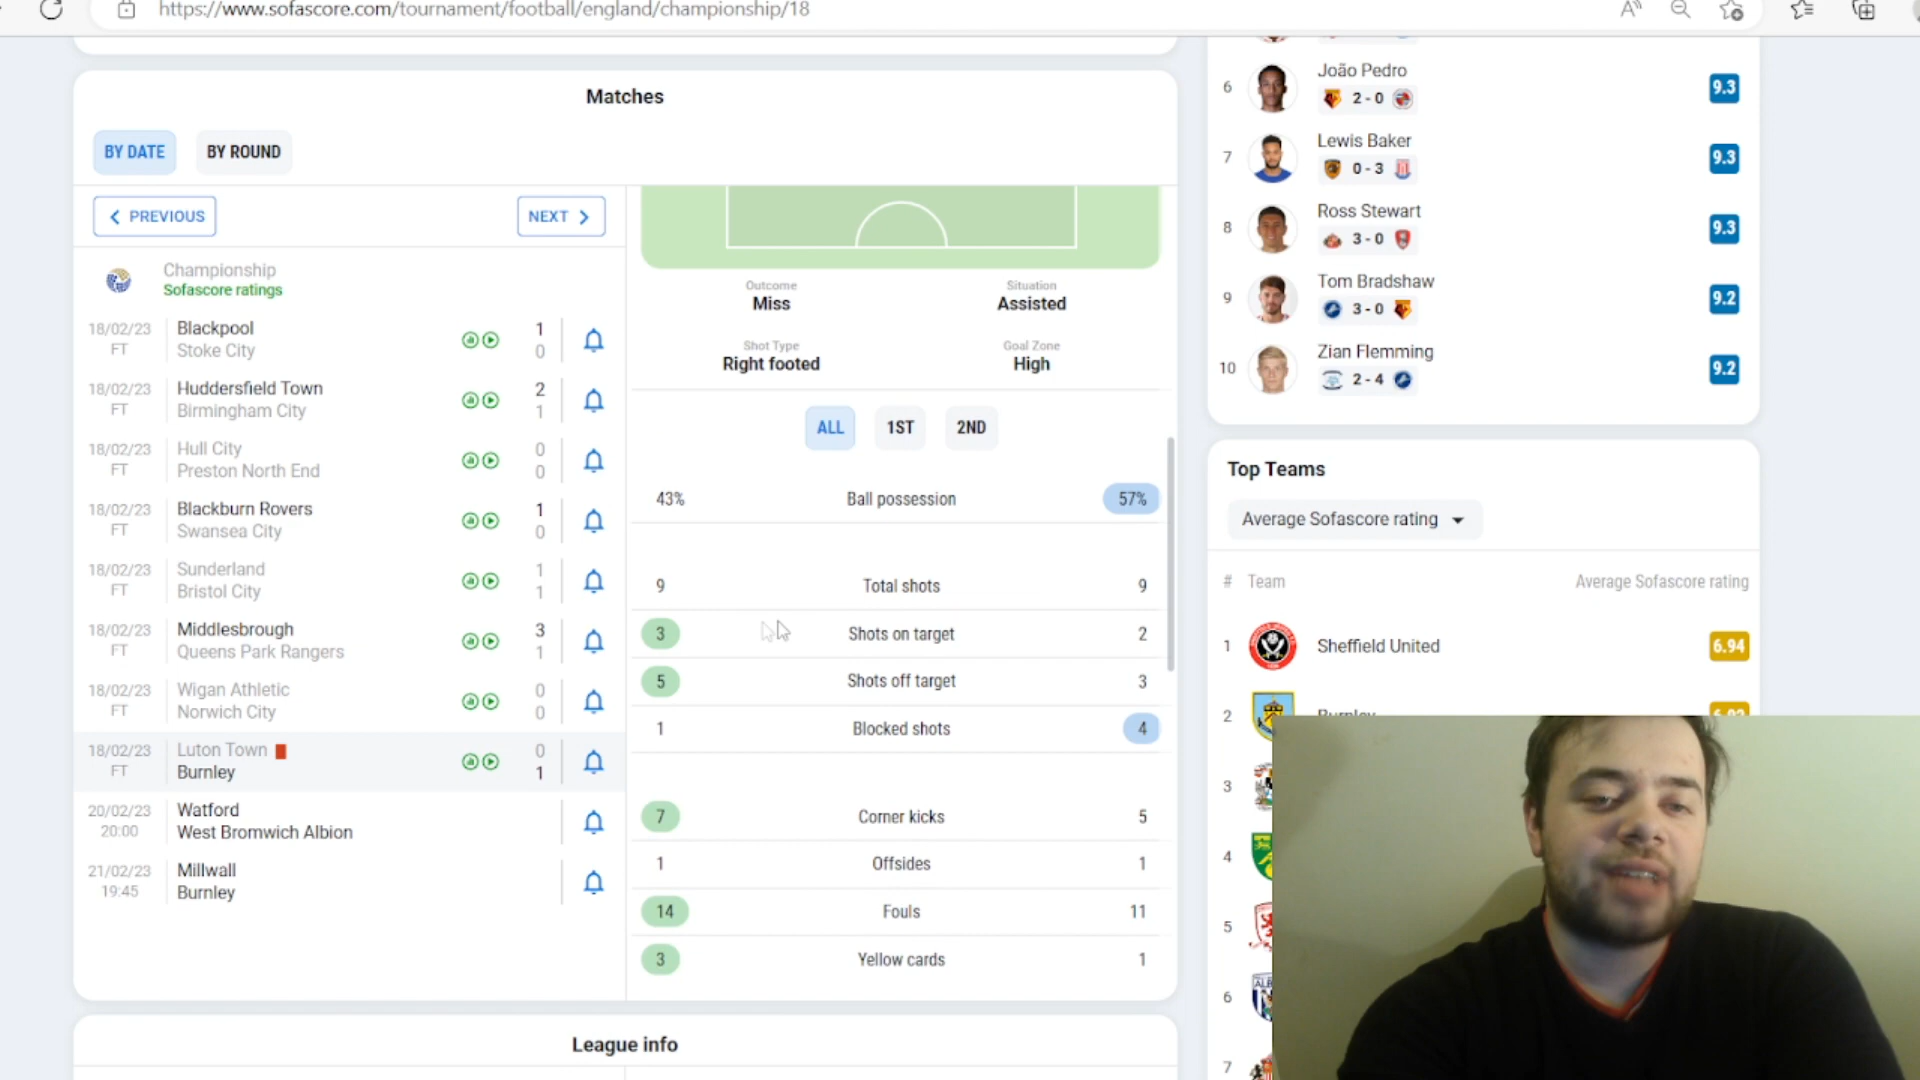 https://www.sofascore.com/tournament/football/england/championship/18
Matches
BY DATE
BY ROUND
PREVIOUS
NEXT
Championship
Sofascore ratings
18/02/23 Blackpool 1
FT Stoke City 0
18/02/23 Huddersfield Town 2
FT Birmingham City 1
18/02/23 Hull City 0
FT Preston North End 0
18/02/23 Blackburn Rovers 1
FT Swansea City 0
18/02/23 Sunderland 1
FT Bristol City 1
18/02/23 Middlesbrough 3
FT Queens Park Rangers 1
18/02/23 Wigan Athletic 0
FT Norwich City 0
18/02/23 Luton Town 0
FT Burnley 1
20/02/23 Watford
20:00 West Bromwich Albion
21/02/23 Millwall
19:45 Burnley
Outcome
Miss
Situation
Assisted
Shot Type
Right footed
Goal Zone
High
ALL 1ST 2ND
43% Ball possession 57%
9 Total shots 9
3 Shots on target 2
5 Shots off target 3
1 Blocked shots 4
7 Corner kicks 5
1 Offsides 1
14 Fouls 11
3 Yellow cards 1
League info
6 João Pedro 9.3
2 - 0
7 Lewis Baker 9.3
0 - 3
8 Ross Stewart 9.3
3 - 0
9 Tom Bradshaw 9.2
3 - 0
10 Zian Flemming 9.2
2 - 4
Top Teams
Average Sofascore rating
# Team Average Sofascore rating
1 Sheffield United 6.94
2 Burnley
3
4
5
6
7